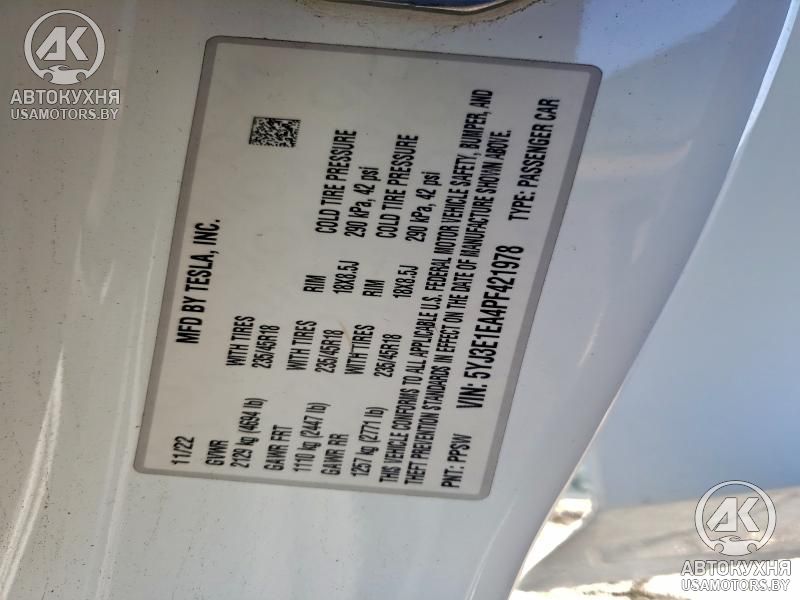 АК
АВТОКУХНЯ
USAMOTORS.BY
MFD BY TESLA, INC.
11/22
GVWR WITH TIRES RIM COLD TIRE PRESSURE
2129 kg (4694 lb) 235/45R18 18X8.5J 290 kPa, 42 psi
GAWR FRT WITH TIRES RIM COLD TIRE PRESSURE
1110 kg (2447 lb) 235/45R18 18X8.5J 290 kPa, 42 psi
GAWR RR WITH TIRES
1257 kg (2771 lb) 235/45R18
THIS VEHICLE CONFORMS TO ALL APPLICABLE U.S. FEDERAL MOTOR VEHICLE SAFETY, BUMPER, AND
THEFT PREVENTION STANDARDS IN EFFECT ON THE DATE OF MANUFACTURE SHOWN ABOVE.
PNT: PPSW VIN: 5YJ3E1EA4PF421978 TYPE: PASSENGER CAR
АК
АВТОКУХНЯ
USAMOTORS.BY